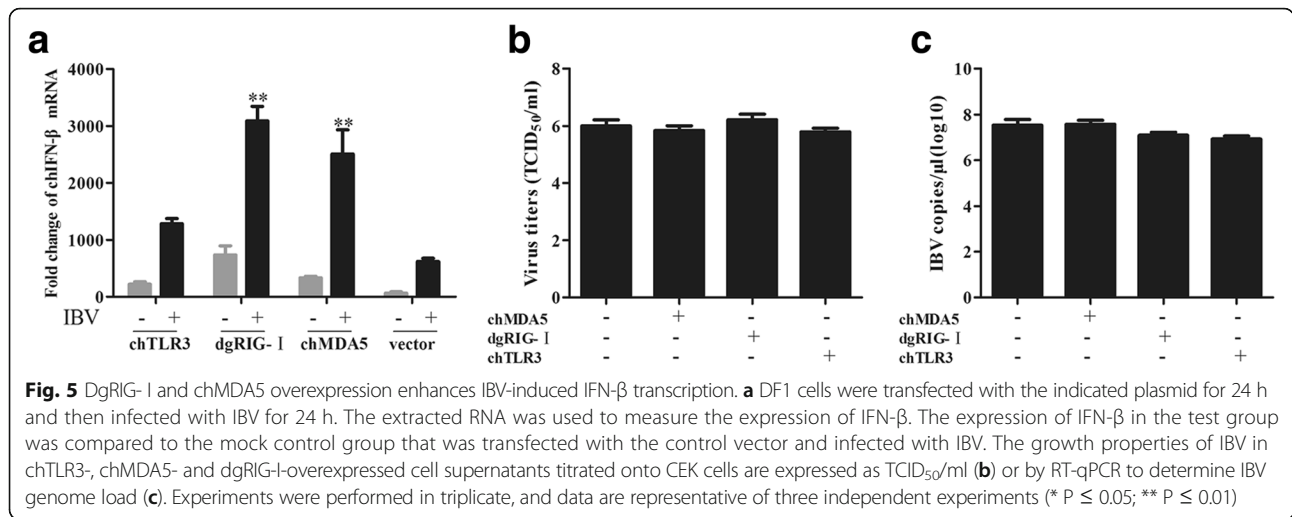 a
b
c
Fold change of chIFN-β mRNA
4000
3000
2000
1000
0
**
**
IBV
- + - + - + - +
chTLR3 dgRIG-Ⅰ chMDA5 vector
Virus titers (TCID50/ml)
8
6
4
2
0
chMDA5 - + - -
dgRIG-Ⅰ - - + -
chTLR3 - - - +
IBV copies/μl(log10)
10
8
6
4
2
0
chMDA5 - + - -
dgRIG-Ⅰ - - + -
chTLR3 - - - +
Fig. 5 DgRIG- I and chMDA5 overexpression enhances IBV-induced IFN-β transcription. a DF1 cells were transfected with the indicated plasmid for 24 h
and then infected with IBV for 24 h. The extracted RNA was used to measure the expression of IFN-β. The expression of IFN-β in the test group
was compared to the mock control group that was transfected with the control vector and infected with IBV. The growth properties of IBV in
chTLR3-, chMDA5- and dgRIG-I-overexpressed cell supernatants titrated onto CEK cells are expressed as TCID50/ml (b) or by RT-qPCR to determine IBV
genome load (c). Experiments were performed in triplicate, and data are representative of three independent experiments (* P ≤ 0.05; ** P ≤ 0.01)